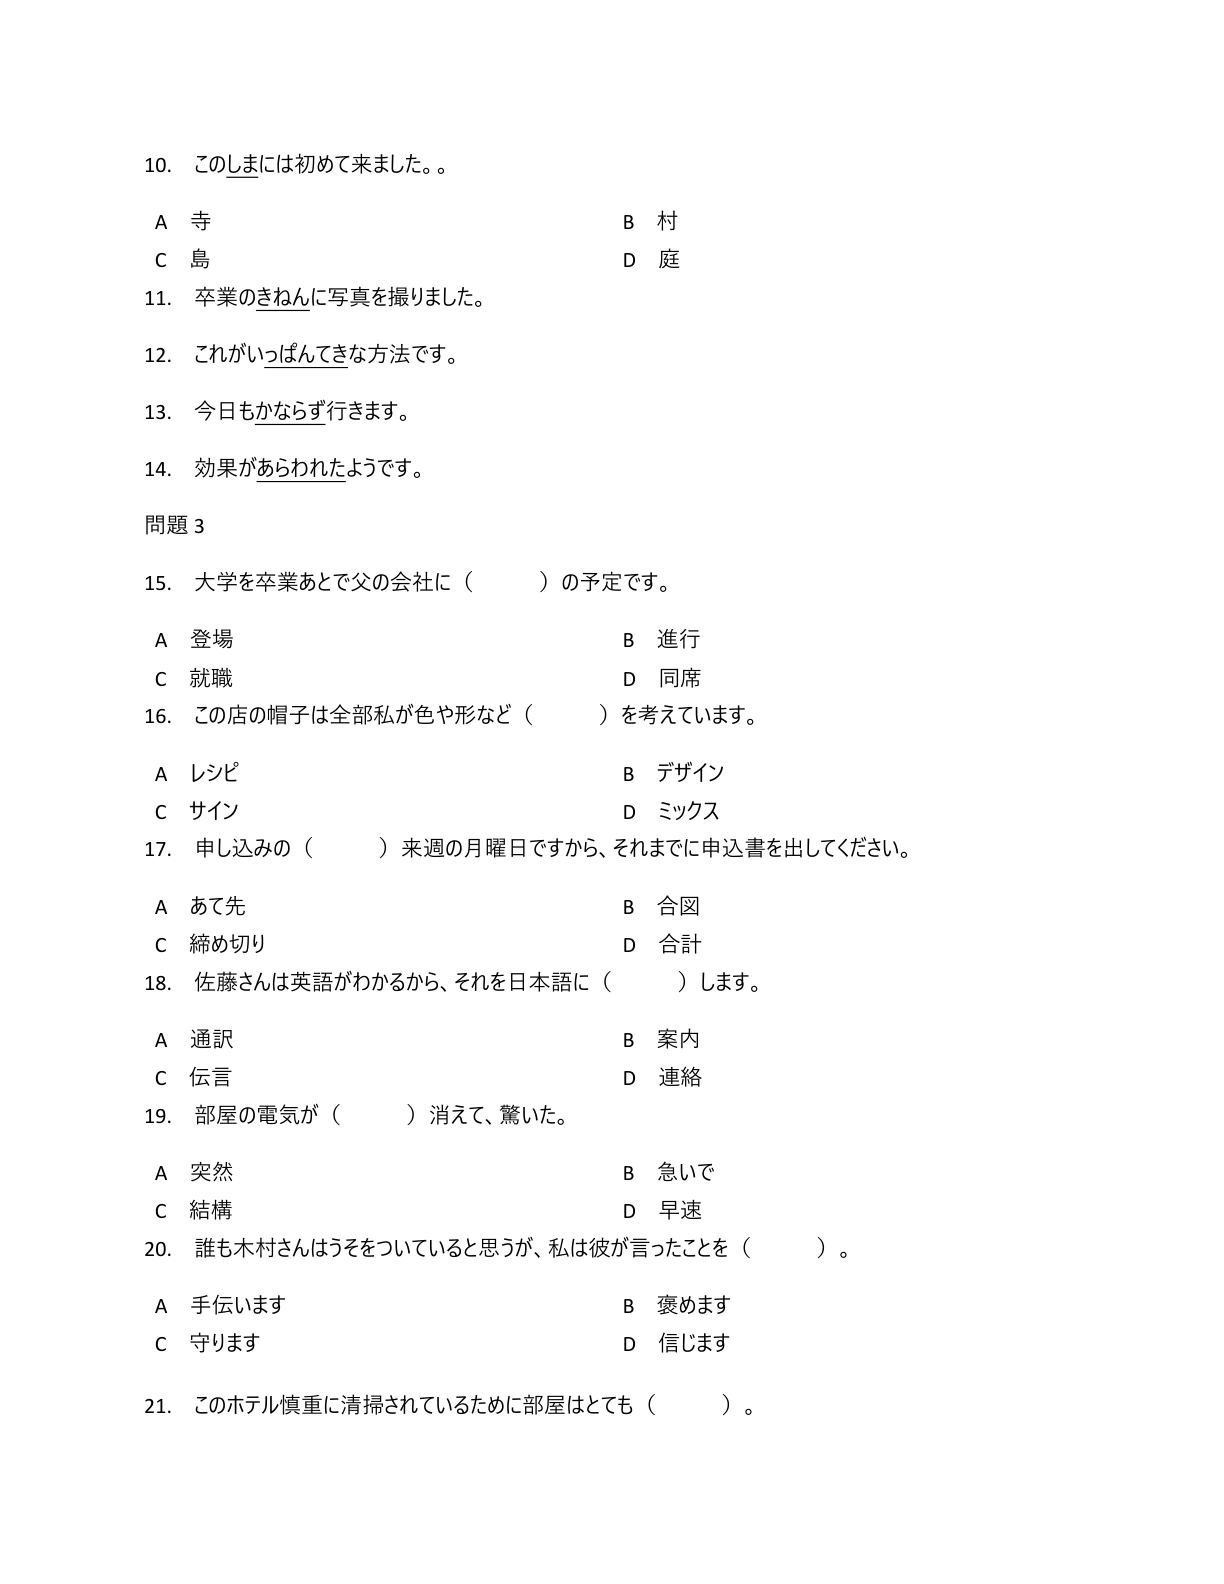 10. このしまには初めて来ました。。
A 寺 B 村
C 島 D 庭
11. 卒業のきねんに写真を撮りました。
12. これがいっぱんてきな方法です。
13. 今日もかならず行きます。
14. 効果があらわれたようです。
問題 3
15. 大学を卒業あとで父の会社に（　　　）の予定です。
A 登場 B 進行
C 就職 D 同席
16. この店の帽子は全部私が色や形など（　　　）を考えています。
A レシピ B デザイン
C サイン D ミックス
17. 申し込みの（　　　）来週の月曜日ですから、それまでに申込書を出してください。
A あて先 B 合図
C 締め切り D 合計
18. 佐藤さんは英語がわかるから、それを日本語に（　　　）します。
A 通訳 B 案内
C 伝言 D 連絡
19. 部屋の電気が（　　　）消えて、驚いた。
A 突然 B 急いで
C 結構 D 早速
20. 誰も木村さんはうそをついていると思うが、私は彼が言ったことを（　　　）。
A 手伝います B 褒めます
C 守ります D 信じます
21. このホテル慎重に清掃されているために部屋はとても（　　　）。